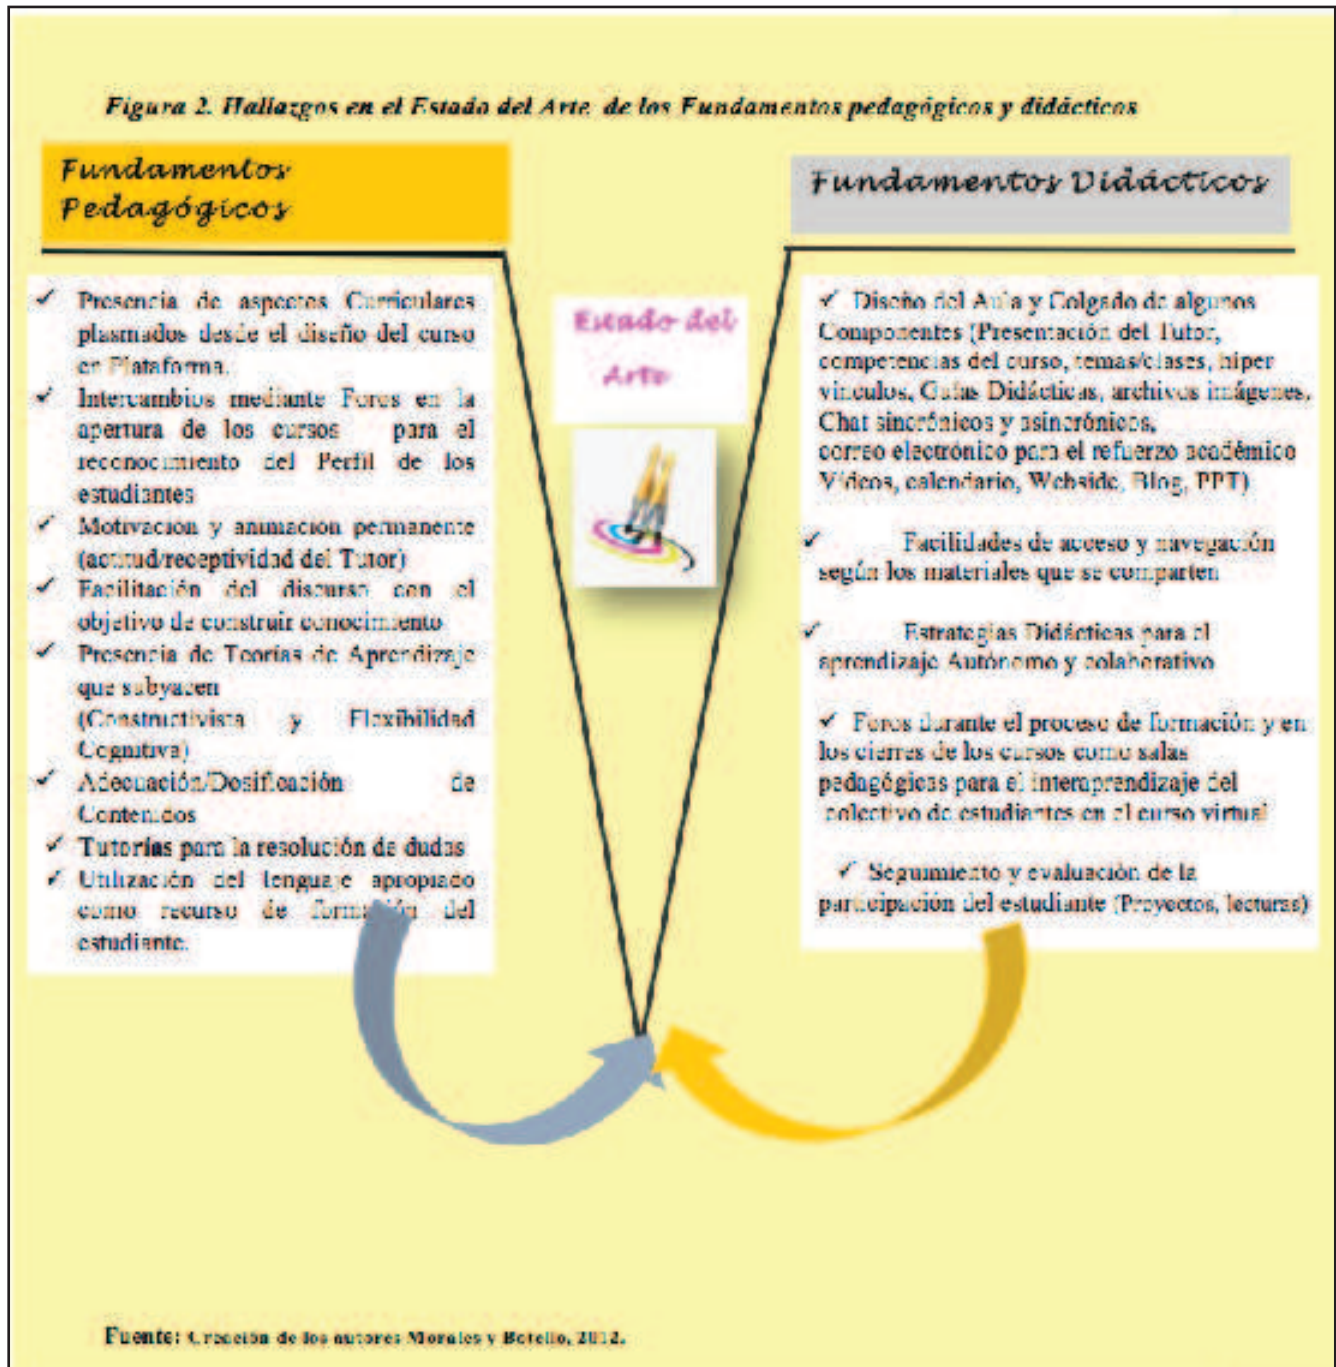 Figura 2. Hallazgos en el Estado del Arte de los Fundamentos pedagógicos y didácticos
Fundamentos
Pedagógicos
✓ Presencia de aspectos Curriculares
plasmados desde el diseño del curso
en Plataforma.
✓ Intercambios mediante Foros en la
apertura de los cursos para el
reconocimiento del Perfil de los
estudiantes
✓ Motivación y animación permanente
(actitud/receptividad del Tutor)
✓ Facilitación del discurso con el
objetivo de construir conocimiento
✓ Presencia de Teorías de Aprendizaje
que subyacen
(Constructivista y Flexibilidad
Cognitiva)
✓ Adecuación/Dosificación de
Contenidos
✓ Tutorías para la resolución de dudas
✓ Utilización del lenguaje apropiado
como recurso de formación del
estudiante.
Estado del
Arte
Fundamentos Didácticos
✓ Diseño del Aula y Colgado de algunos
Componentes (Presentación del Tutor,
competencias del curso, temas/clases, hiper
vínculos, Guías Didácticas, archivos imágenes,
Chat sincrónicos y asincrónicos,
correo electrónico para el refuerzo académico
Vídeos, calendario, Webside, Blog, PPT)
✓ Facilidades de acceso y navegación
según los materiales que se comparten
✓ Estrategias Didácticas para el
aprendizaje Autónomo y colaborativo
✓ Foros durante el proceso de formación y en
los cierres de los cursos como salas
pedagógicas para el interaprendizaje del
colectivo de estudiantes en el curso virtual
✓ Seguimiento y evaluación de la
participación del estudiante (Proyectos, lecturas)
Fuente: Creación de los autores Morales y Botello, 2012.